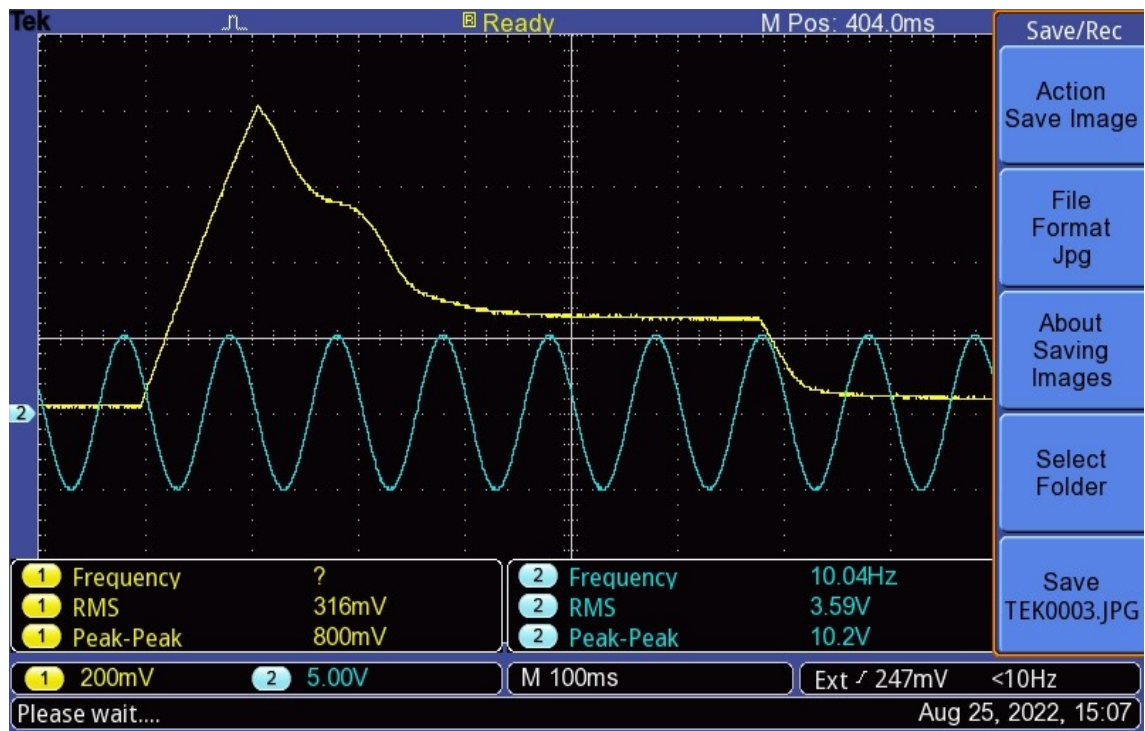 Tek
R Ready
M Pos: 404.0ms
Save/Rec
Action
Save Image
File
Format
Jpg
About
Saving
Images
Select
Folder
Save
TEK0003.JPG
2
1 Frequency ?
1 RMS 316mV
1 Peak-Peak 800mV
2 Frequency 10.04Hz
2 RMS 3.59V
2 Peak-Peak 10.2V
1 200mV
2 5.00V
M 100ms
Ext 247mV <10Hz
Please wait....
Aug 25, 2022, 15:07